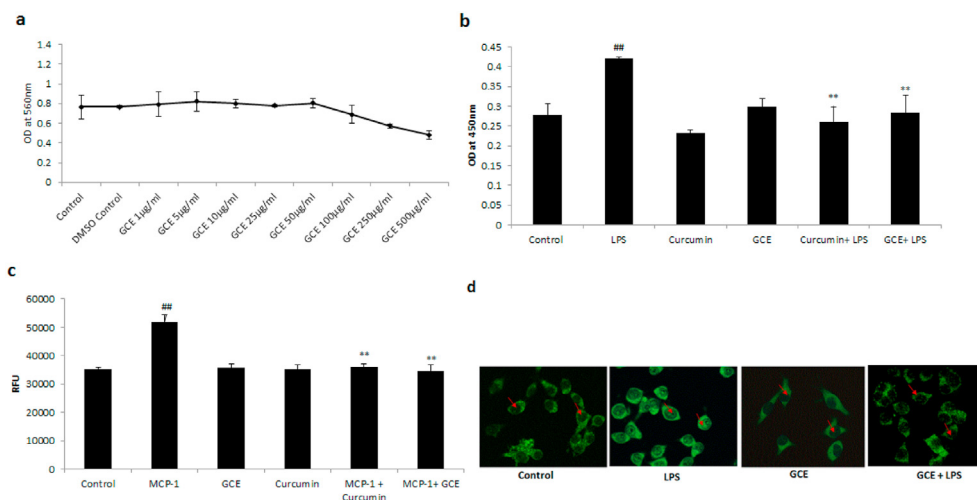 a
OD at 560nm
1.4
1.2
1
0.8
0.6
0.4
0.2
0
Control
DMSO Control
GCE 1µg/ml
GCE 5µg/ml
GCE 10µg/ml
GCE 25µg/ml
GCE 50µg/ml
GCE 100µg/ml
GCE 250µg/ml
GCE 500µg/ml
b
OD at 450nm
0.45
0.4
0.35
0.3
0.25
0.2
0.15
0.1
0.05
0
##
**
**
Control
LPS
Curcumin
GCE
Curcumin+ LPS
GCE+ LPS
c
RFU
60000
50000
40000
30000
20000
10000
0
##
**
**
Control
MCP-1
GCE
Curcumin
MCP-1 +
Curcumin
MCP-1+ GCE
d
Control
LPS
GCE
GCE + LPS